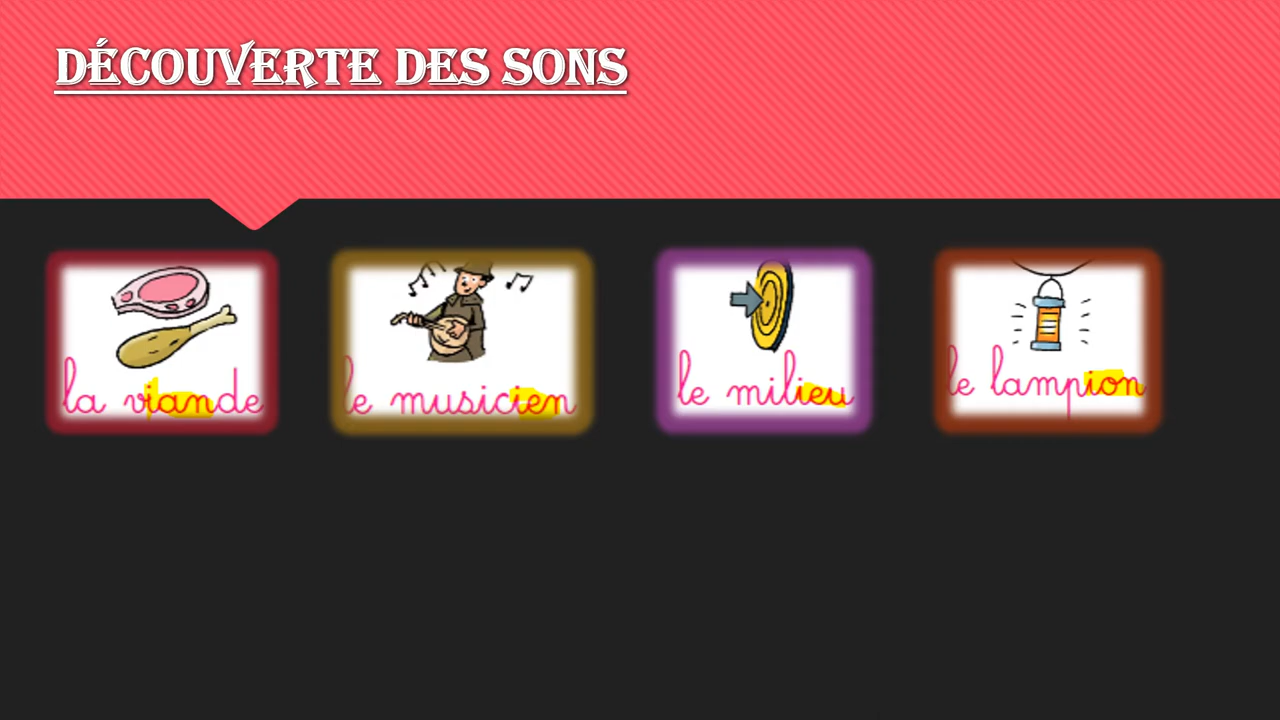 DÉCOUVERTE DES SONS
la viande
le musicien
le milieu
le lampion